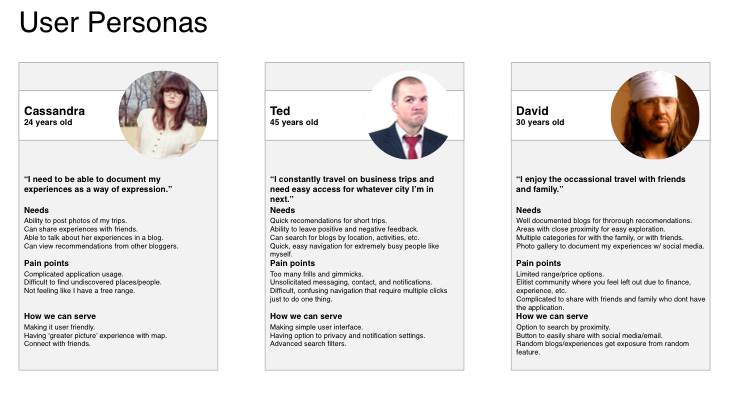 User Personas
Cassandra
24 years old
“I need to be able to document my
experiences as a way of expression.”
Needs
Ability to post photos of my trips.
Can share experiences with friends.
Able to talk about her experiences in a blog.
Can view recommendations from other bloggers.
Pain points
Complicated application usage.
Difficult to find undiscovered places/people.
Not feeling like I have a free range.
How we can serve
Making it user friendly.
Having ‘greater picture’ experience with map.
Connect with friends.
Ted
45 years old
“I constantly travel on business trips and
need easy access for whatever city I’m in
next.”
Needs
Quick recomendations for short trips.
Ability to leave positive and negative feedback.
Can search for blogs by location, activities, etc.
Quick, easy navigation for extremely busy people like
myself.
Pain points
Too many frills and gimmicks.
Unsolicitated messaging, contact, and notifications.
Difficult, confusing navigation that require multiple clicks
just to do one thing.
How we can serve
Making simple user interface.
Having option to privacy and notification settings.
Advanced search filters.
David
30 years old
“I enjoy the occassional travel with friends
and family.”
Needs
Well documented blogs for throrough reccomendations.
Areas with close proximity for easy exploration.
Multiple categories for with the family, or with friends.
Photo gallery to document my experiences w/ social media.
Pain points
Limited range/price options.
Elitist community where you feel left out due to finance,
experience, etc.
Complicated to share with friends and family who dont have
the application.
How we can serve
Option to search by proximity.
Button to easily share with social media/email.
Random blogs/experiences get exposure from random
feature.